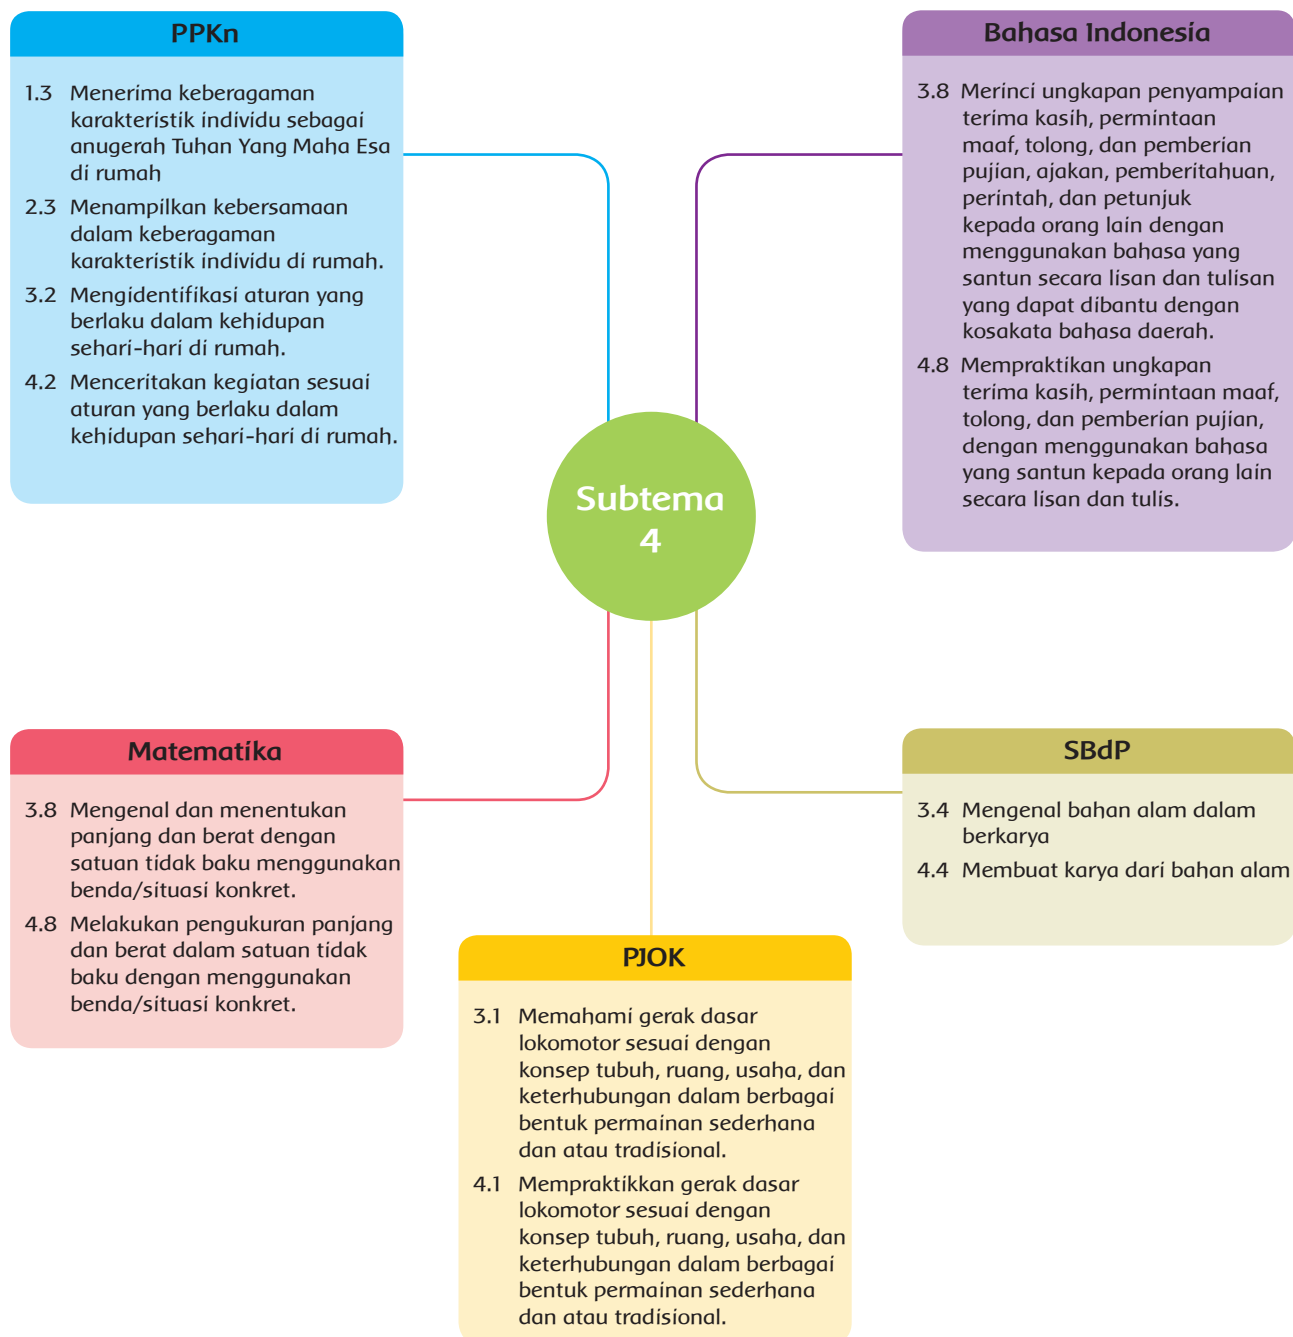 PPKn
1.3 Menerima keberagaman
karakteristik individu sebagai
anugerah Tuhan Yang Maha Esa
di rumah
2.3 Menampilkan kebersamaan
dalam keberagaman
karakteristik individu di rumah.
3.2 Mengidentifikasi aturan yang
berlaku dalam kehidupan
sehari-hari di rumah.
4.2 Menceritakan kegiatan sesuai
aturan yang berlaku dalam
kehidupan sehari-hari di rumah.
Bahasa Indonesia
3.8 Merinci ungkapan penyampaian
terima kasih, permintaan
maaf, tolong, dan pemberian
pujian, ajakan, pemberitahuan,
perintah, dan petunjuk
kepada orang lain dengan
menggunakan bahasa yang
santun secara lisan dan tulisan
yang dapat dibantu dengan
kosakata bahasa daerah.
4.8 Mempraktikan ungkapan
terima kasih, permintaan maaf,
tolong, dan pemberian pujian,
dengan menggunakan bahasa
yang santun kepada orang lain
secara lisan dan tulis.
Subtema
4
Matematika
3.8 Mengenal dan menentukan
panjang dan berat dengan
satuan tidak baku menggunakan
benda/situasi konkret.
4.8 Melakukan pengukuran panjang
dan berat dalam satuan tidak
baku dengan menggunakan
benda/situasi konkret.
SBdP
3.4 Mengenal bahan alam dalam
berkarya
4.4 Membuat karya dari bahan alam
PJOK
3.1 Memahami gerak dasar
lokomotor sesuai dengan
konsep tubuh, ruang, usaha, dan
keterhubungan dalam berbagai
bentuk permainan sederhana
dan atau tradisional.
4.1 Mempraktikkan gerak dasar
lokomotor sesuai dengan
konsep tubuh, ruang, usaha, dan
keterhubungan dalam berbagai
bentuk permainan sederhana
dan atau tradisional.